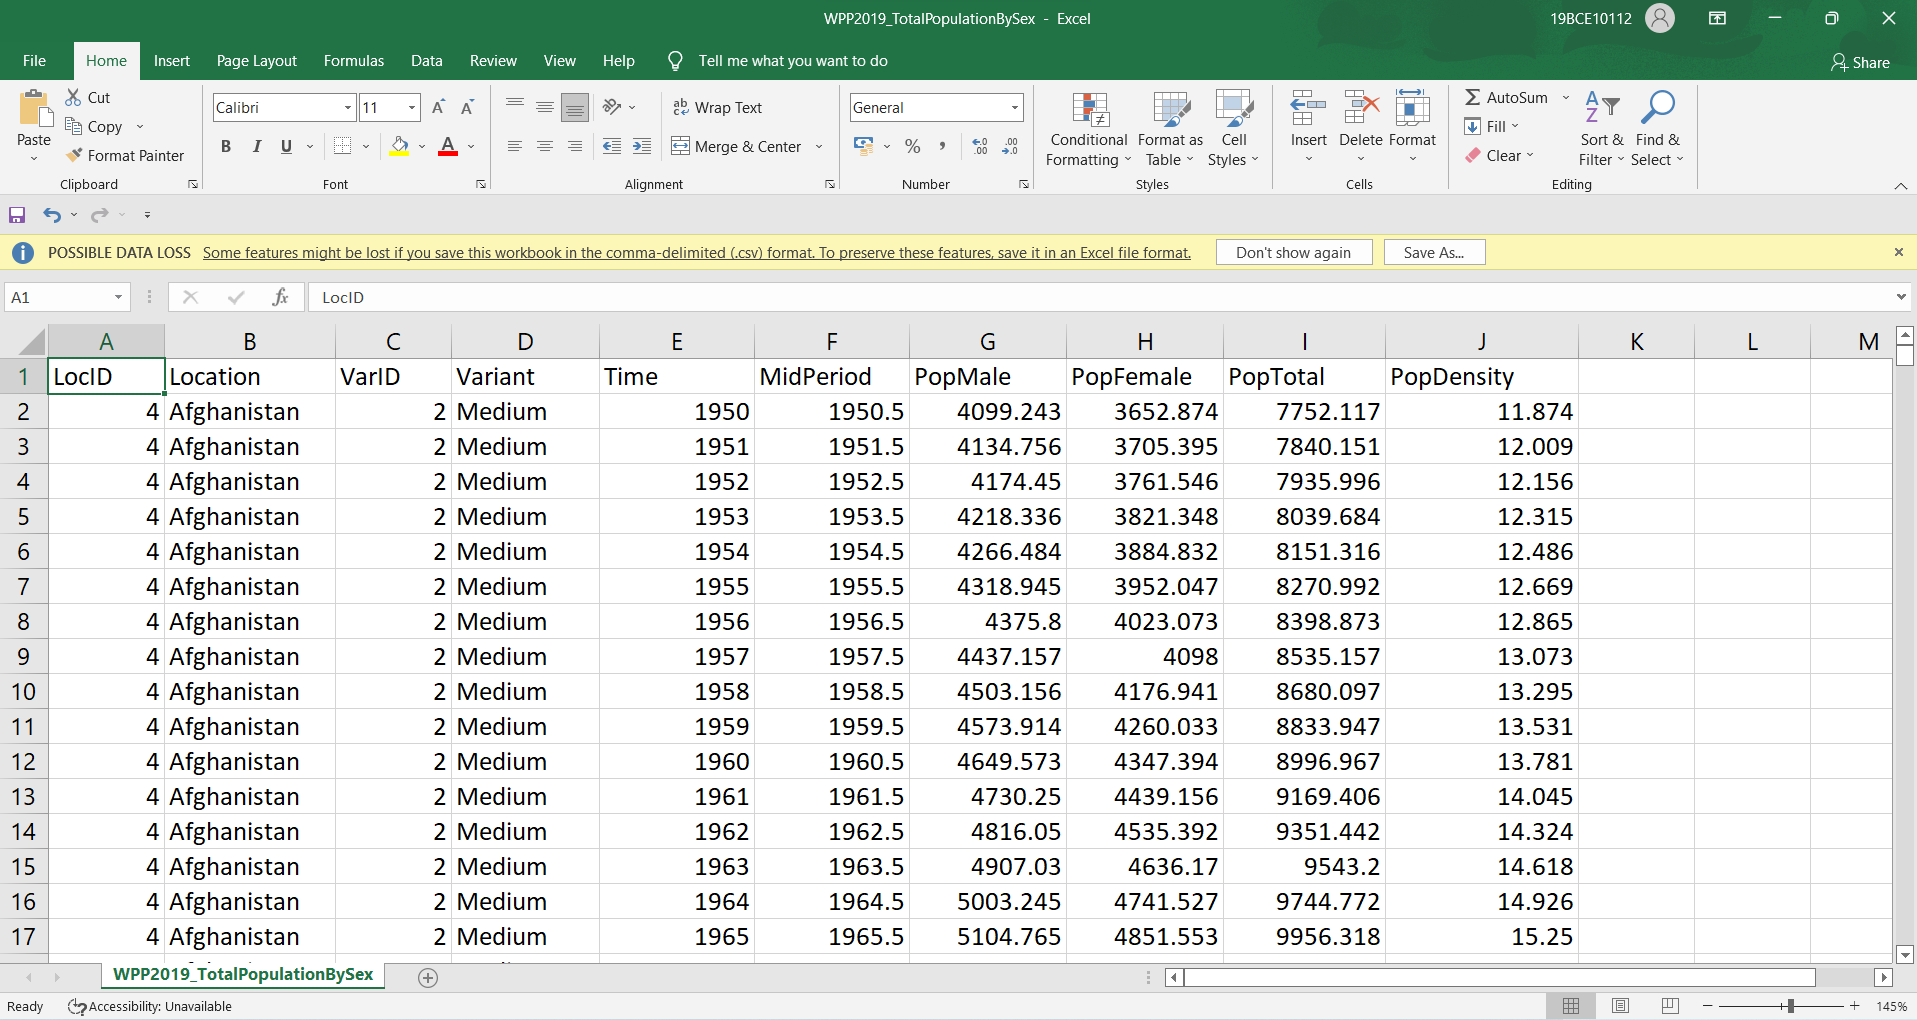 WPP2019_TotalPopulationBySex - Excel
19BCE10112
File Home Insert Page Layout Formulas Data Review View Help Tell me what you want to do
Share
Paste
Cut
Copy
Format Painter
Clipboard
Calibri 11
B I U
Font
ab Wrap Text
Merge & Center
Alignment
General
% ,
Number
Conditional Formatting
Format as Table
Cell Styles
Styles
Insert Delete Format
Cells
AutoSum
Fill
Clear
Sort & Filter
Find & Select
Editing
POSSIBLE DATA LOSS Some features might be lost if you save this workbook in the comma-delimited (.csv) format. To preserve these features, save it in an Excel file format. Don't show again Save As...
A1 fx LocID
A B C D E F G H I J K L M
1 LocID Location VarID Variant Time MidPeriod PopMale PopFemale PopTotal PopDensity
2 4 Afghanistan 2 Medium 1950 1950.5 4099.243 3652.874 7752.117 11.874
3 4 Afghanistan 2 Medium 1951 1951.5 4134.756 3705.395 7840.151 12.009
4 4 Afghanistan 2 Medium 1952 1952.5 4174.45 3761.546 7935.996 12.156
5 4 Afghanistan 2 Medium 1953 1953.5 4218.336 3821.348 8039.684 12.315
6 4 Afghanistan 2 Medium 1954 1954.5 4266.484 3884.832 8151.316 12.486
7 4 Afghanistan 2 Medium 1955 1955.5 4318.945 3952.047 8270.992 12.669
8 4 Afghanistan 2 Medium 1956 1956.5 4375.8 4023.073 8398.873 12.865
9 4 Afghanistan 2 Medium 1957 1957.5 4437.157 4098 8535.157 13.073
10 4 Afghanistan 2 Medium 1958 1958.5 4503.156 4176.941 8680.097 13.295
11 4 Afghanistan 2 Medium 1959 1959.5 4573.914 4260.033 8833.947 13.531
12 4 Afghanistan 2 Medium 1960 1960.5 4649.573 4347.394 8996.967 13.781
13 4 Afghanistan 2 Medium 1961 1961.5 4730.25 4439.156 9169.406 14.045
14 4 Afghanistan 2 Medium 1962 1962.5 4816.05 4535.392 9351.442 14.324
15 4 Afghanistan 2 Medium 1963 1963.5 4907.03 4636.17 9543.2 14.618
16 4 Afghanistan 2 Medium 1964 1964.5 5003.245 4741.527 9744.772 14.926
17 4 Afghanistan 2 Medium 1965 1965.5 5104.765 4851.553 9956.318 15.25
WPP2019_TotalPopulationBySex
Ready Accessibility: Unavailable 145%